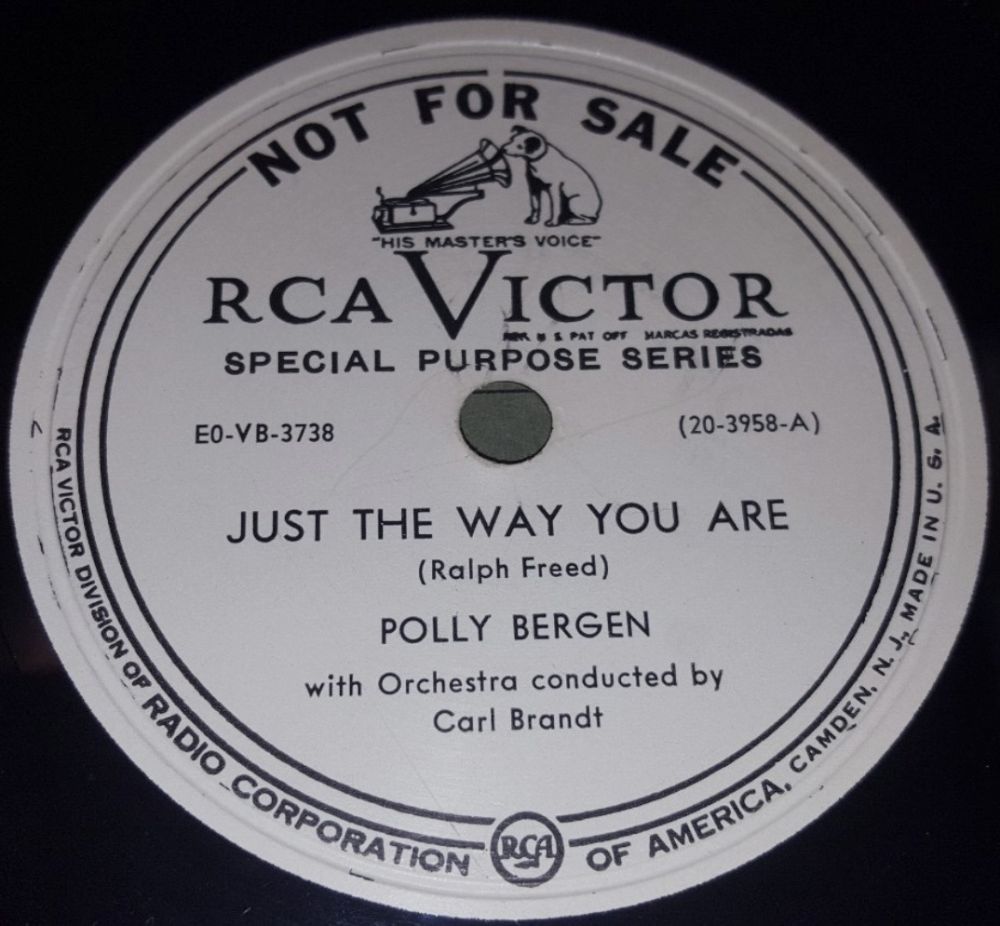 NOT FOR SALE
"HIS MASTER'S VOICE"
RCA VICTOR
REG. U S PAT OFF MARCAS REGISTRADAS
SPECIAL PURPOSE SERIES
E0-VB-3738
(20-3958-A)
JUST THE WAY YOU ARE
(Ralph Freed)
POLLY BERGEN
with Orchestra conducted by
Carl Brandt
RCA VICTOR DIVISION OF RADIO CORPORATION OF AMERICA, CAMDEN, N. J., MADE IN U. S. A.
RCA